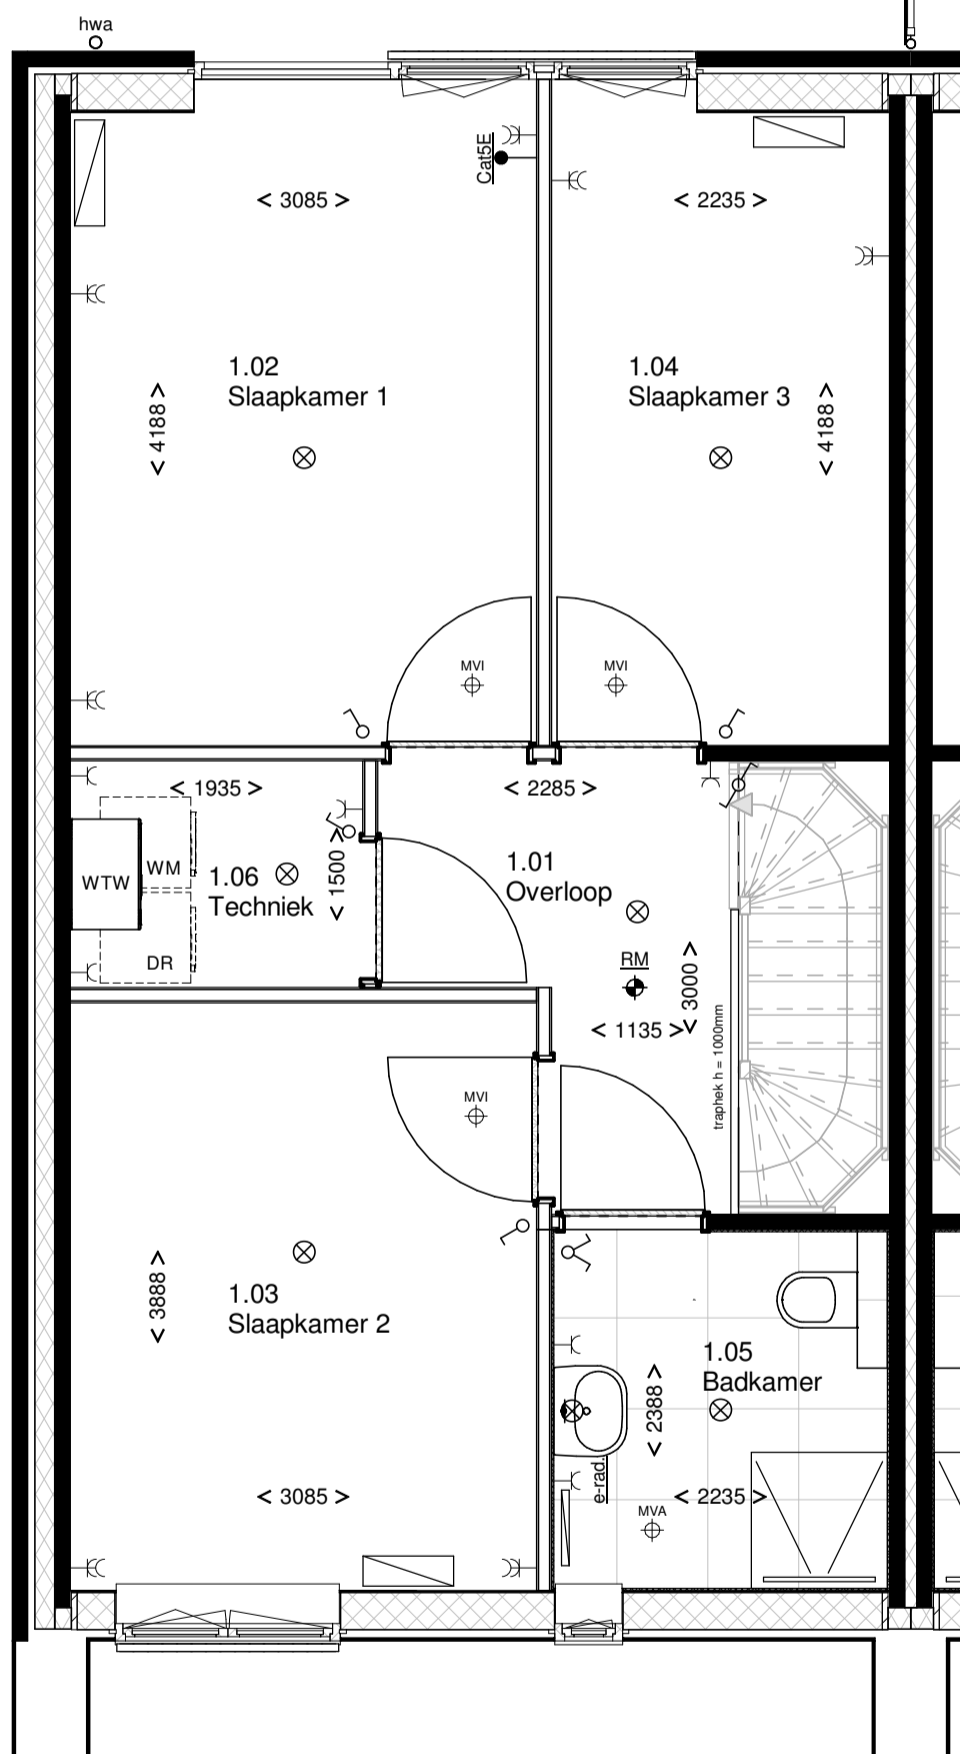 hwa
Cat5E
< 3085 >
< 2235 >
1.02
Slaapkamer 1
1.04
Slaapkamer 3
< 4188 >
< 4188 >
MVI
MVI
< 1935 >
< 2285 >
WTW
WM
1.06
Techniek
< 1500 >
1.01
Overloop
DR
RM
< 3000 >
< 1135 >
traphek h = 1000mm
MVI
1.03
Slaapkamer 2
< 3888 >
1.05
Badkamer
< 2388 >
e-rad.
< 3085 >
< 2235 >
MVA